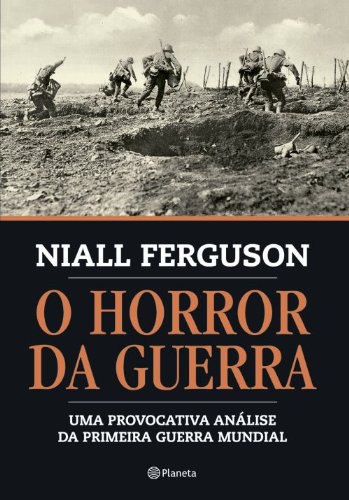 NIALL FERGUSON
O HORROR
DA GUERRA
UMA PROVOCATIVA ANÁLISE
DA PRIMEIRA GUERRA MUNDIAL
Planeta